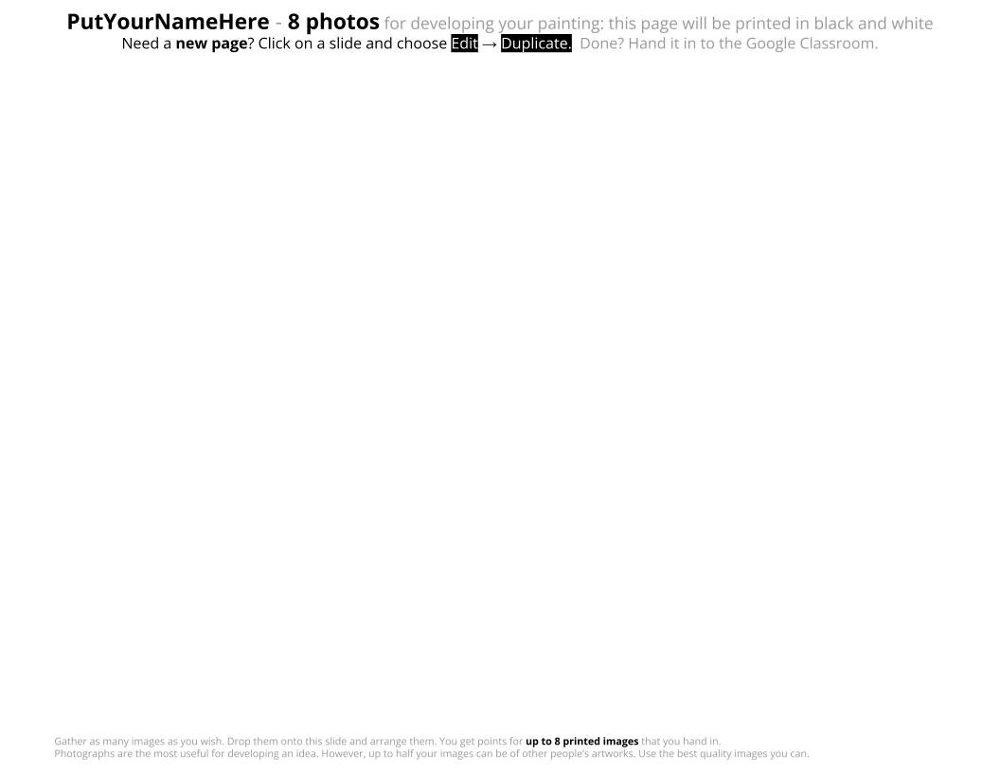 PutYourNameHere - 8 photos for developing your painting: this page will be printed in black and white
Need a new page? Click on a slide and choose Edit → Duplicate.  Done? Hand it in to the Google Classroom.
Gather as many images as you wish. Drop them onto this slide and arrange them. You get points for up to 8 printed images that you hand in.
Photographs are the most useful for developing an idea. However, up to half your images can be of other people’s artworks. Use the best quality images you can.